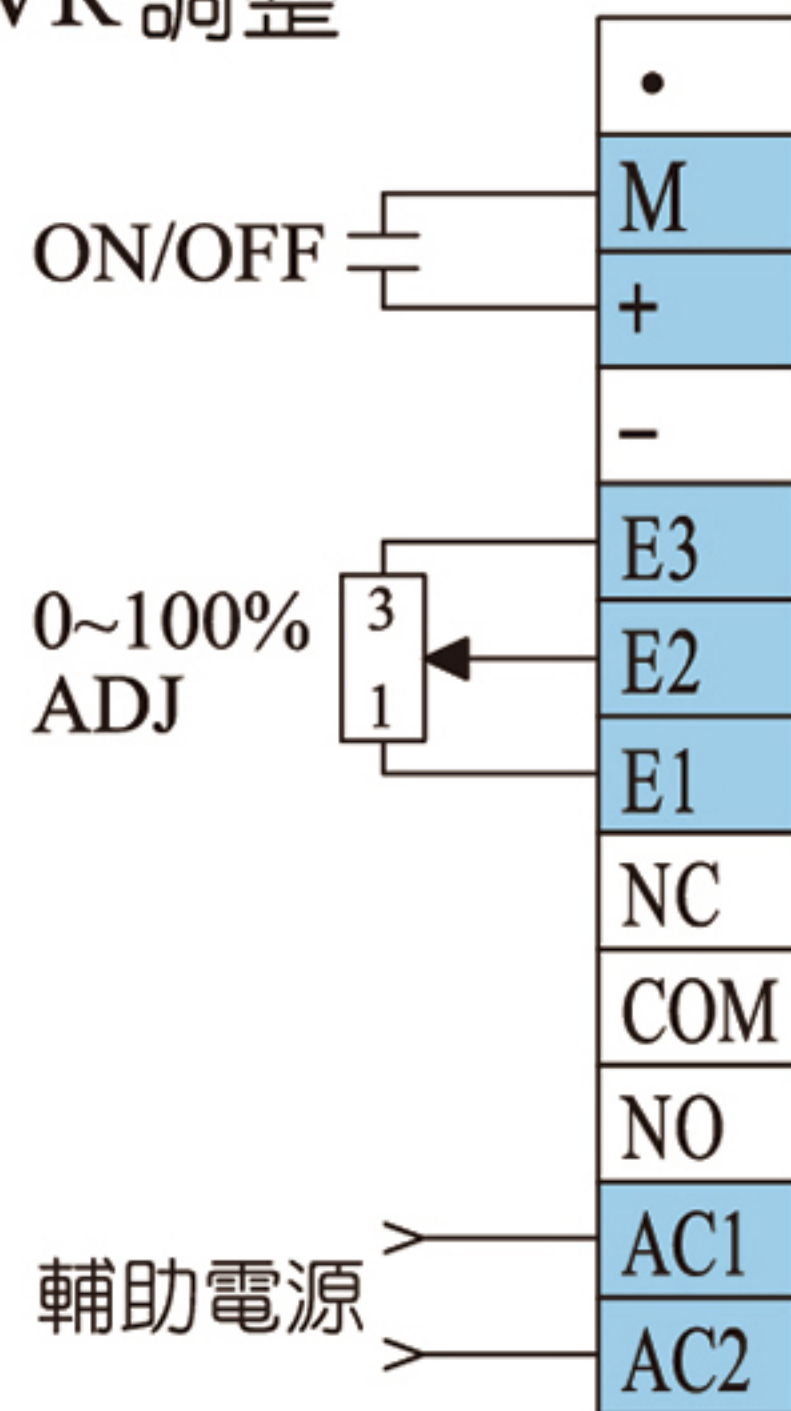 VR 調整
•
M
ON/OFF
+
−
E3
3
0~100%
E2
ADJ
1
E1
NC
COM
NO
AC1
輔助電源
AC2